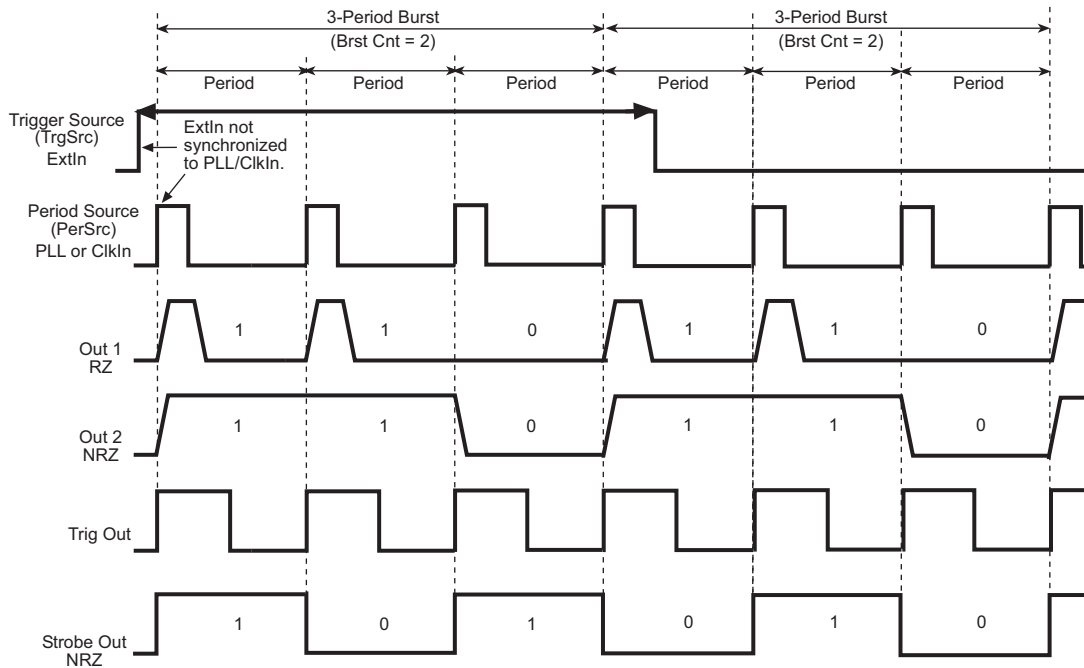 3-Period Burst
(Brst Cnt = 2)
3-Period Burst
(Brst Cnt = 2)
Period
Period
Period
Period
Period
Period
Trigger Source
(TrgSrc)
ExtIn
ExtIn not
synchronized
to PLL/ClkIn.
Period Source
(PerSrc)
PLL or ClkIn
Out 1
RZ
1
1
0
1
1
0
Out 2
NRZ
1
1
0
1
1
0
Trig Out
Strobe Out
NRZ
1
0
1
0
1
0